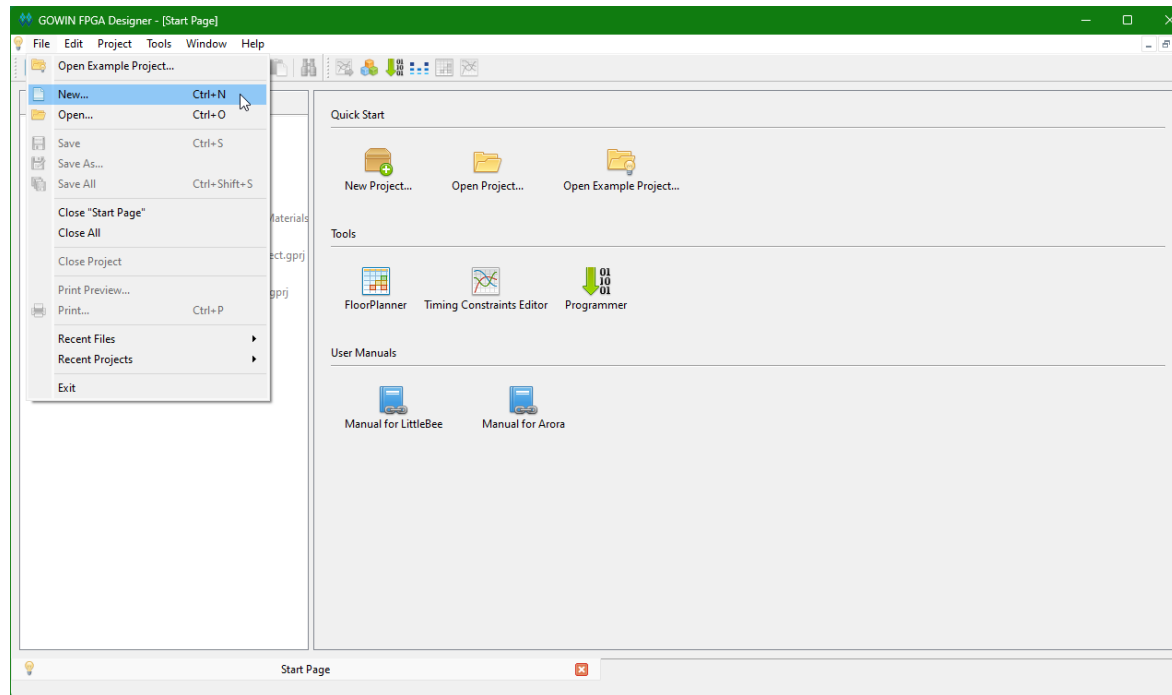 GOWIN FPGA Designer - [Start Page]
File Edit Project Tools Window Help
Open Example Project...
New... Ctrl+N
Open... Ctrl+O
Save Ctrl+S
Save As...
Save All Ctrl+Shift+S
Close "Start Page"
Close All
Close Project
Print Preview...
Print... Ctrl+P
Recent Files
Recent Projects
Exit
Materials
ect.gprj
gprj
Quick Start
New Project... Open Project... Open Example Project...
Tools
FloorPlanner Timing Constraints Editor Programmer
User Manuals
Manual for LittleBee Manual for Arora
Start Page